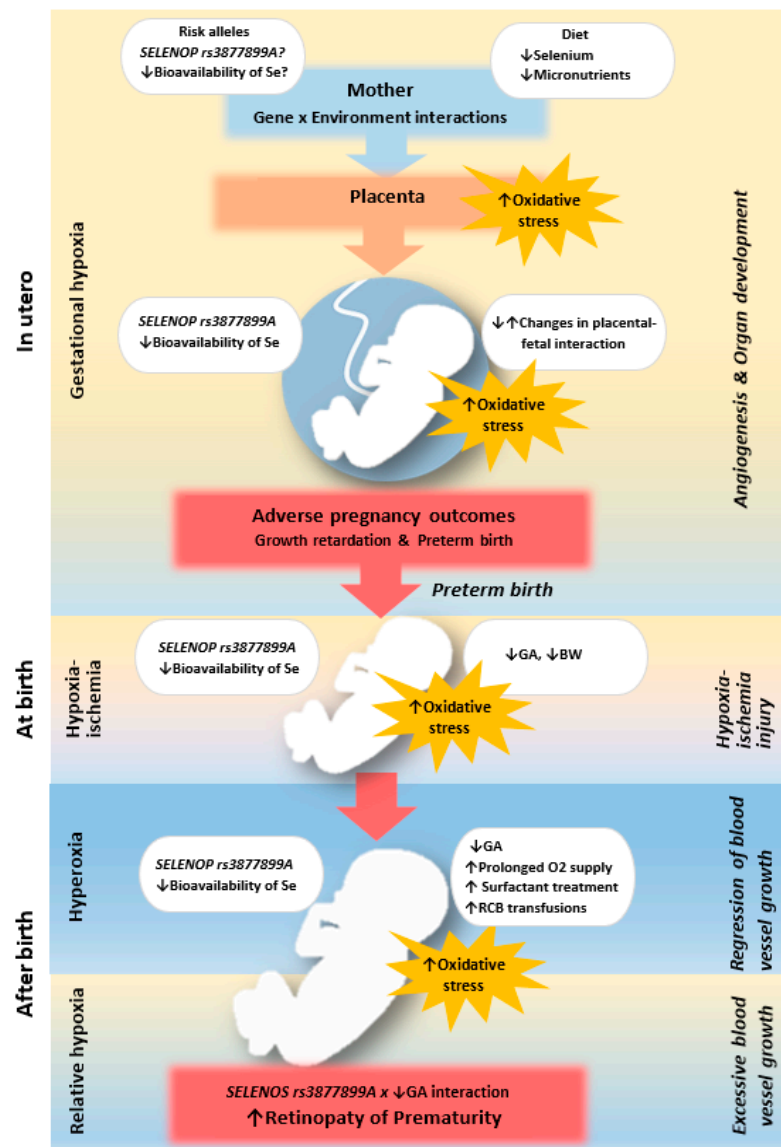 Risk alleles
SELENOP rs3877899A?
↓Bioavailability of Se?
Diet
↓Selenium
↓Micronutrients
Mother
Gene x Environment interactions
Placenta
↑Oxidative
stress
In utero
Gestational hypoxia
Angiogenesis & Organ development
SELENOP rs3877899A
↓Bioavailability of Se
↓↑Changes in placental-
fetal interaction
↑Oxidative
stress
Adverse pregnancy outcomes
Growth retardation & Preterm birth
Preterm birth
At birth
Hypoxia-
ischemia
SELENOP rs3877899A
↓Bioavailability of Se
↓GA, ↓BW
↑Oxidative
stress
Hypoxia-
ischemia
injury
After birth
Hyperoxia
SELENOP rs3877899A
↓Bioavailability of Se
↓GA
↑Prolonged O2 supply
↑ Surfactant treatment
↑RCB transfusions
Regression of blood
vessel growth
↑Oxidative
stress
Relative hypoxia
SELENOS rs3877899A x ↓GA interaction
↑Retinopaty of Prematurity
Excessive blood
vessel growth